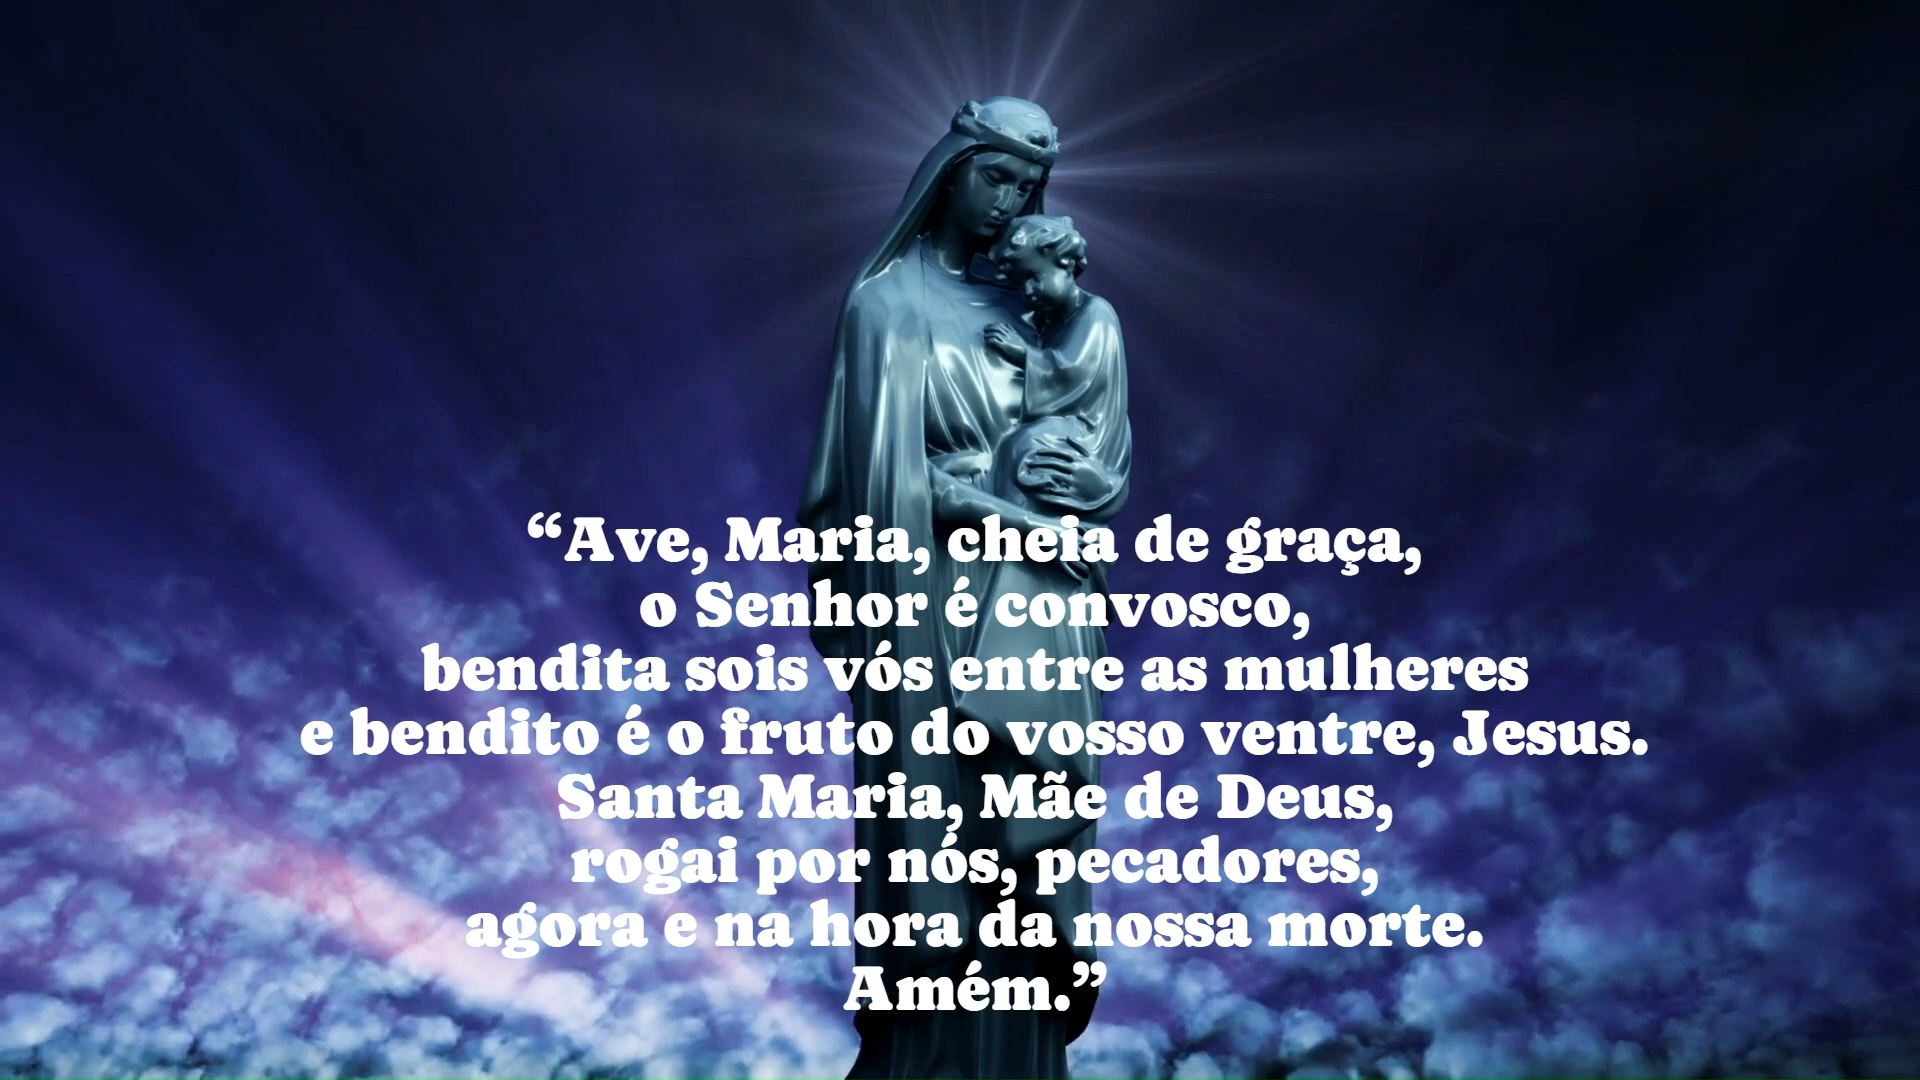 “Ave, Maria, cheia de graça,
o Senhor é convosco,
bendita sois vós entre as mulheres
e bendito é o fruto do vosso ventre, Jesus.
Santa Maria, Mãe de Deus,
rogai por nós, pecadores,
agora e na hora da nossa morte.
Amém.”